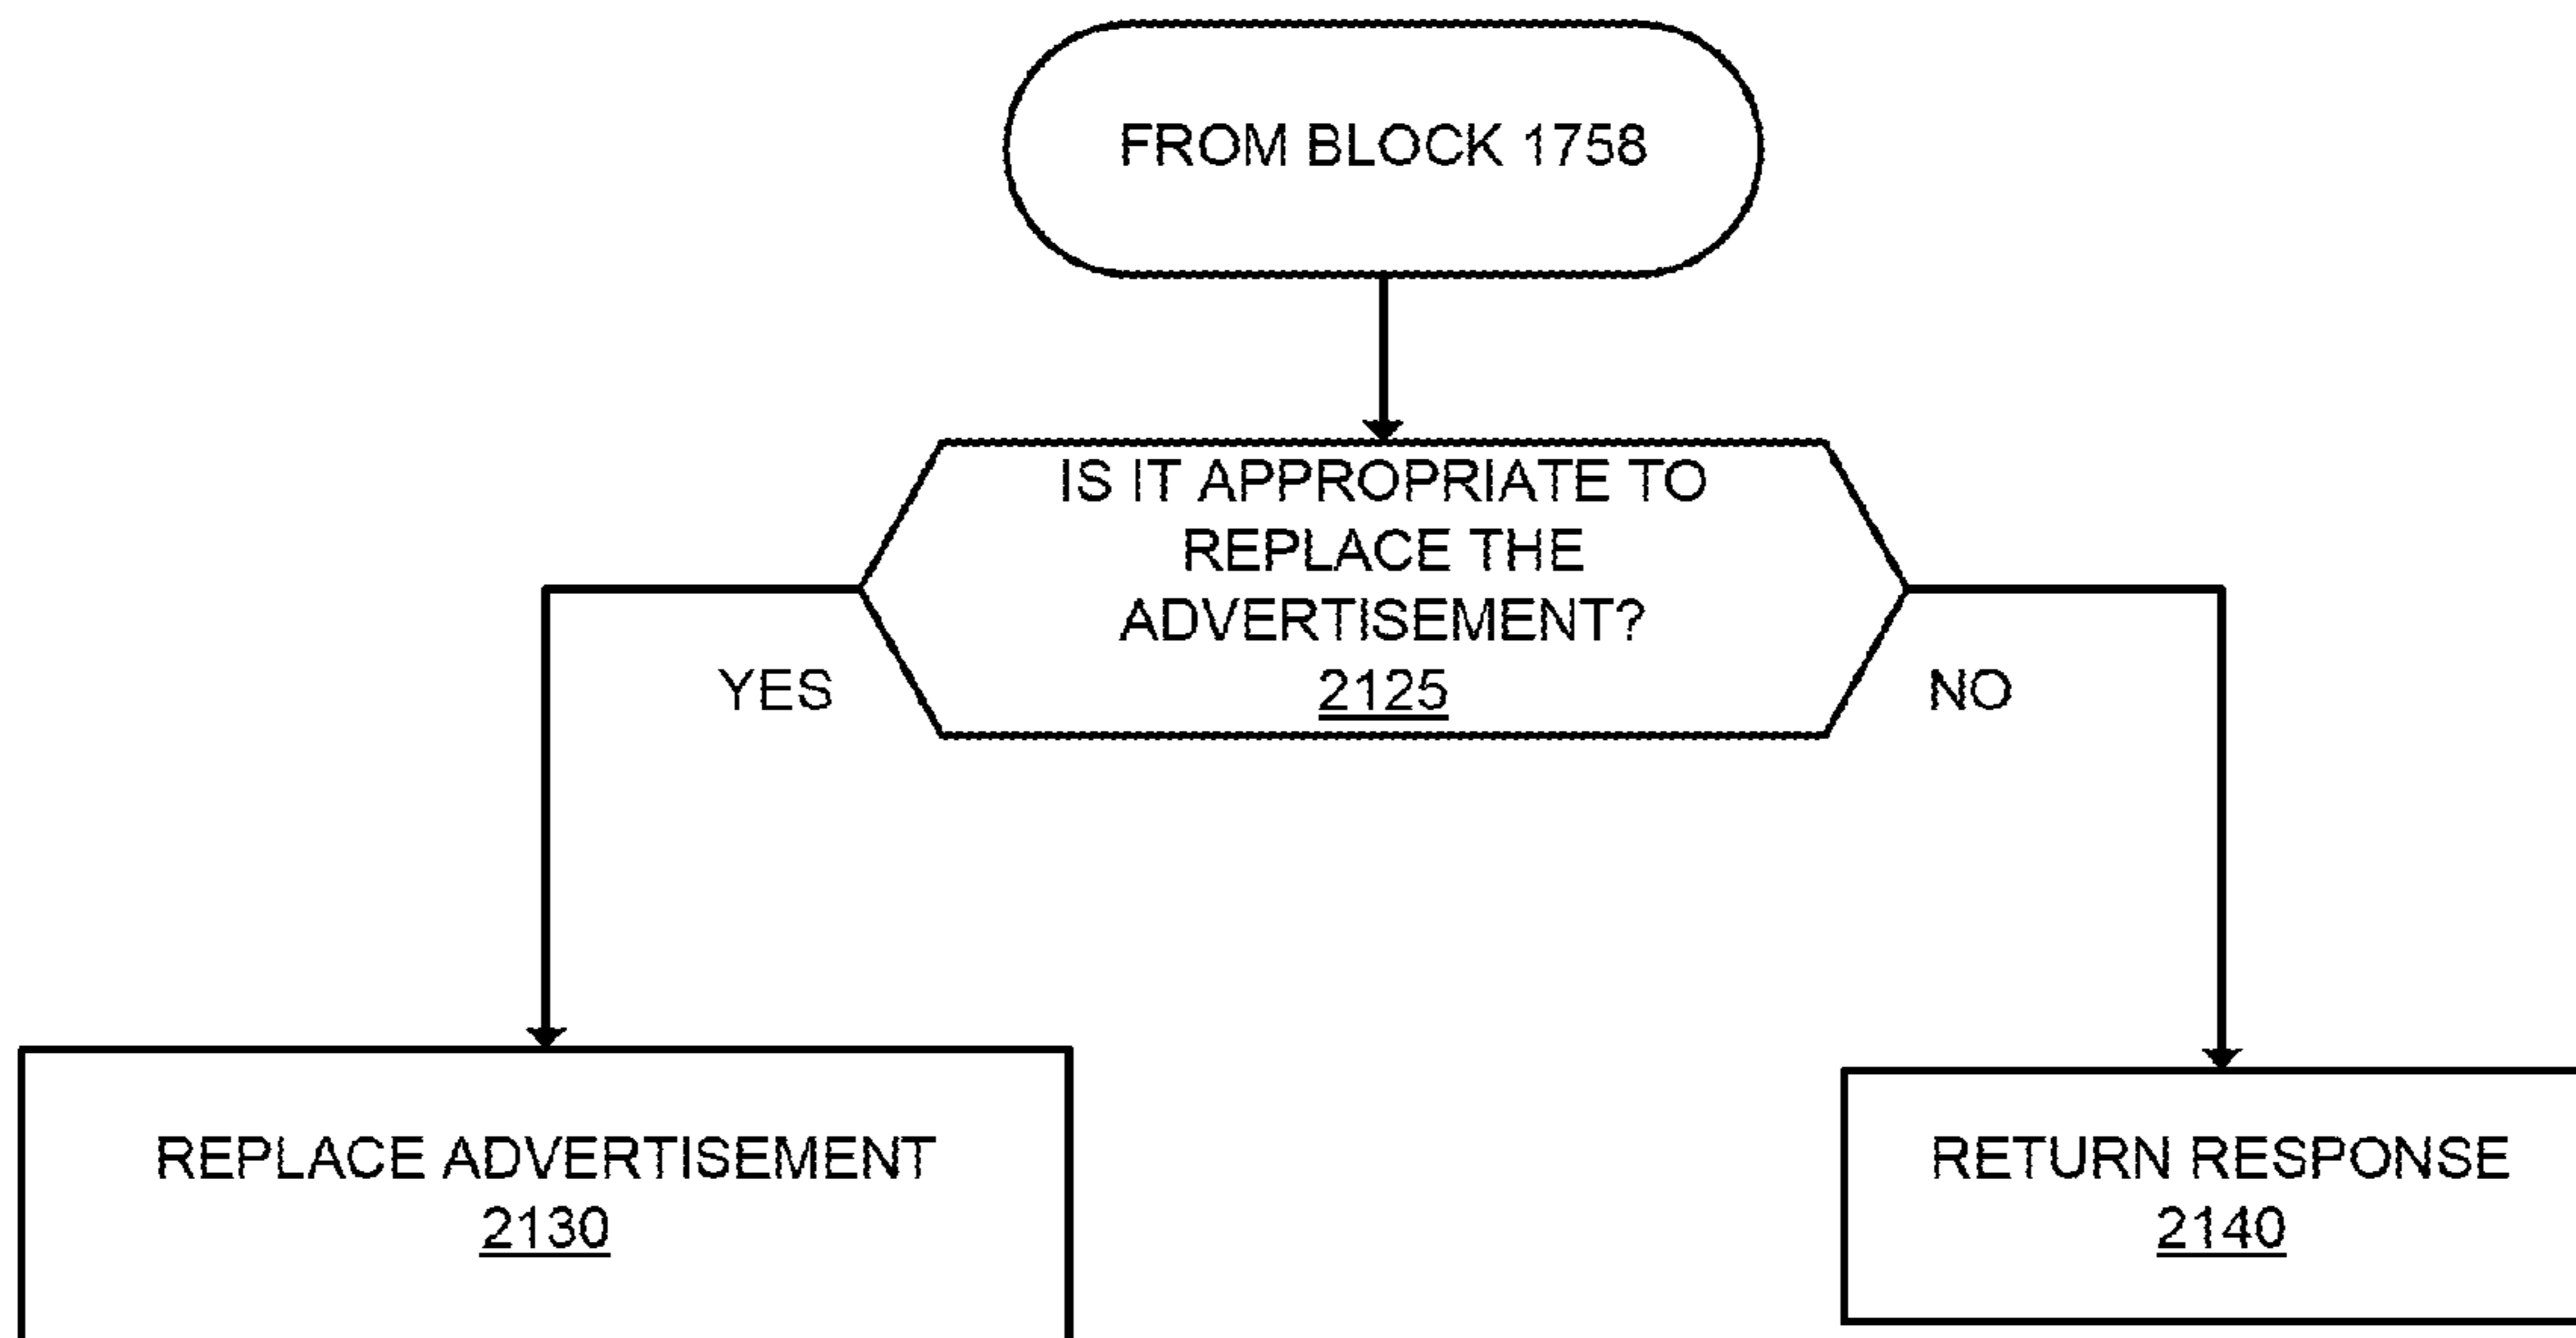 FROM BLOCK 1758
IS IT APPROPRIATE TO
REPLACE THE
ADVERTISEMENT?
2125
YES
NO
REPLACE ADVERTISEMENT
2130
RETURN RESPONSE
2140